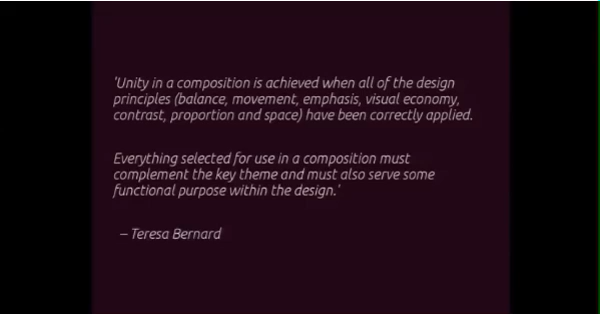 'Unity in a composition is achieved when all of the design
principles (balance, movement, emphasis, visual economy,
contrast, proportion and space) have been correctly applied.
Everything selected for use in a composition must
complement the key theme and must also serve some
functional purpose within the design.'
– Teresa Bernard